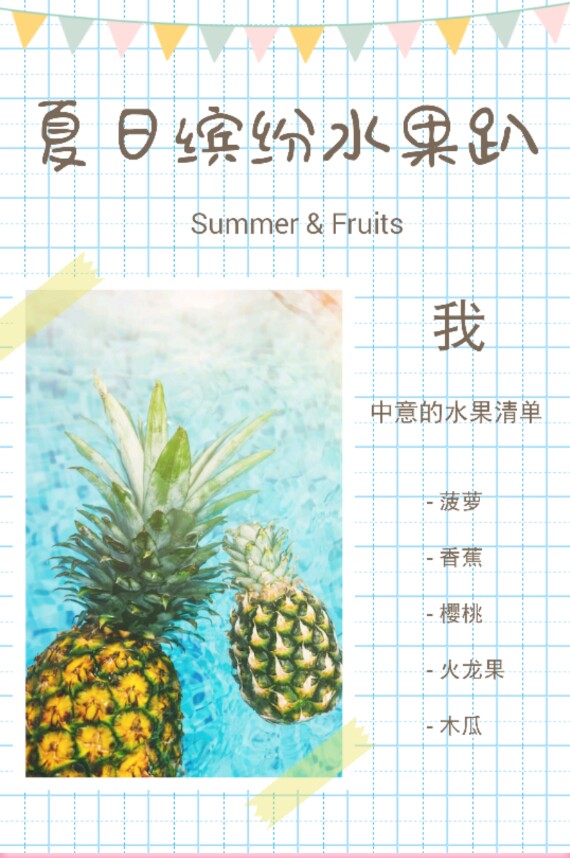 夏日缤纷水果趴
Summer & Fruits
我
中意的水果清单
- 菠萝
- 香蕉
- 樱桃
- 火龙果
- 木瓜